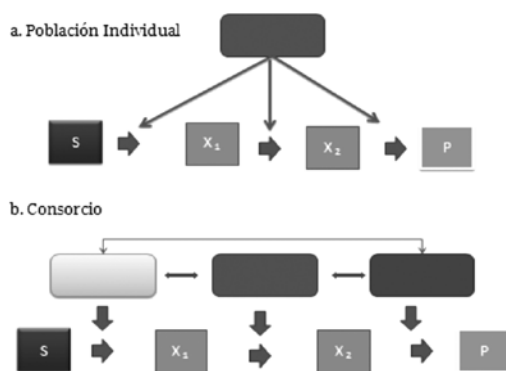 a. Población Individual
S X₁ X₂ P
b. Consorcio
S X₁ X₂ P